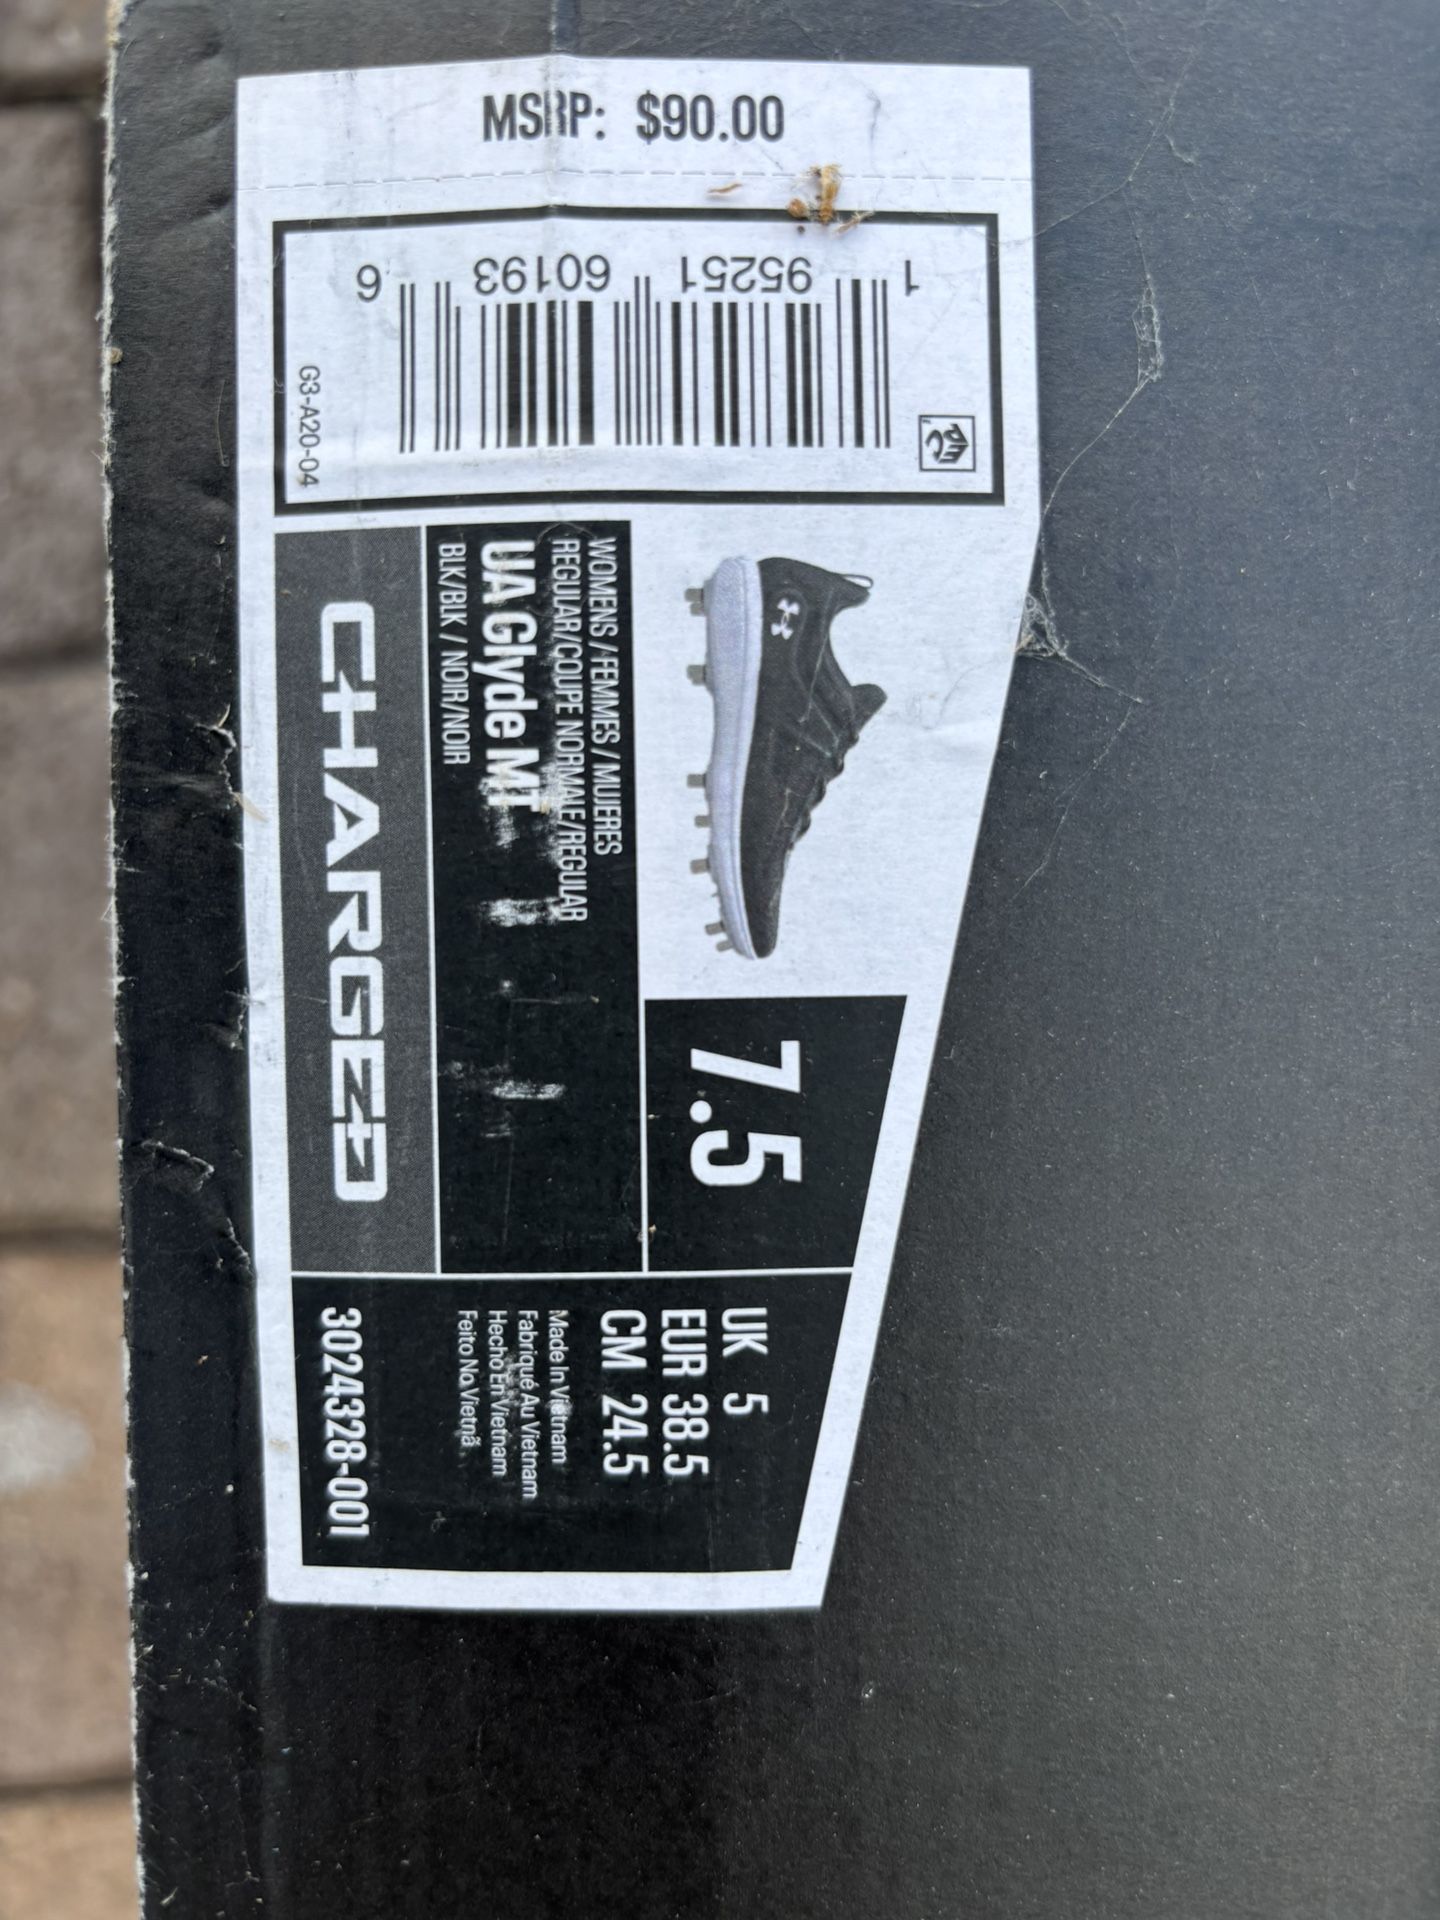 MSRP: $90.00
1 95251 60193 6
G3-A20-04
WOMENS / FEMMES / MUJERES
REGULAR/COUPE NORMALE/REGULAR
UA Glyde MT
BLK/BLK / NOIR/NOIR
CHARGED
7.5
UK 5
EUR 38.5
CM 24.5
Made In Vietnam
Fabriqué Au Vietnam
Hecho En Vietnam
Feito No Vietnã
3024328-001